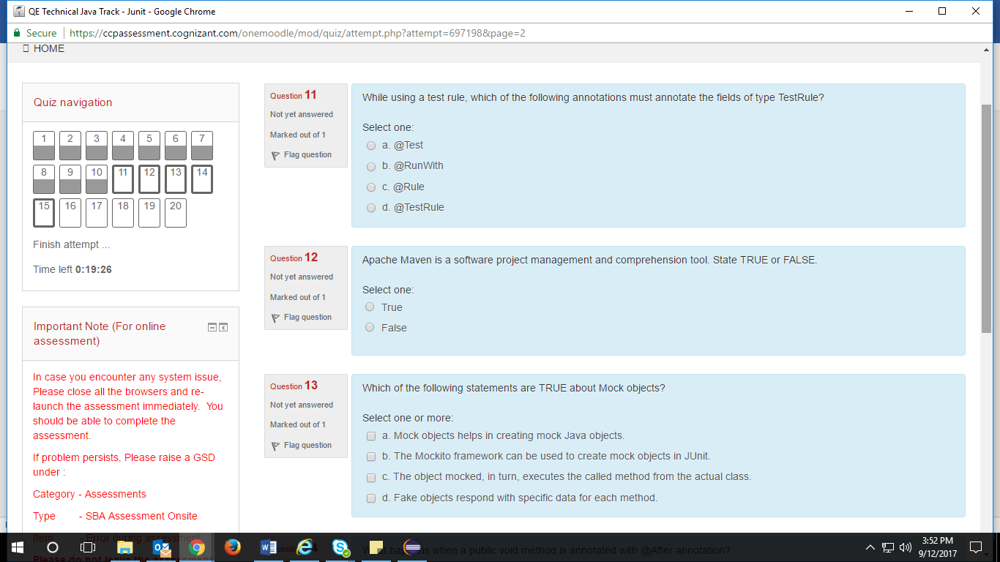 QE Technical Java Track - Junit - Google Chrome
Secure https://ccpassessment.cognizant.com/onemoodle/mod/quiz/attempt.php?attempt=697198&page=2
HOME
Quiz navigation
1 2 3 4 5 6 7
8 9 10 11 12 13 14
15 16 17 18 19 20
Finish attempt ...
Time left 0:19:26
Important Note (For online
assessment)
In case you encounter any system issue,
Please close all the browsers and re-
launch the assessment immediately. You
should be able to complete the
assessment.
If problem persists, Please raise a GSD
under :
Category - Assessments
Type - SBA Assessment Onsite
Item - Error during assessment
Please do not leave the assessment
Question 11
Not yet answered
Marked out of 1
Flag question
While using a test rule, which of the following annotations must annotate the fields of type TestRule?
Select one:
a. @Test
b. @RunWith
c. @Rule
d. @TestRule
Question 12
Not yet answered
Marked out of 1
Flag question
Apache Maven is a software project management and comprehension tool. State TRUE or FALSE.
Select one:
True
False
Question 13
Not yet answered
Marked out of 1
Flag question
Which of the following statements are TRUE about Mock objects?
Select one or more:
a. Mock objects helps in creating mock Java objects.
b. The Mockito framework can be used to create mock objects in JUnit.
c. The object mocked, in turn, executes the called method from the actual class.
d. Fake objects respond with specific data for each method.
Question
What happens when a public void method is annotated with @After annotation?
3:52 PM
9/12/2017